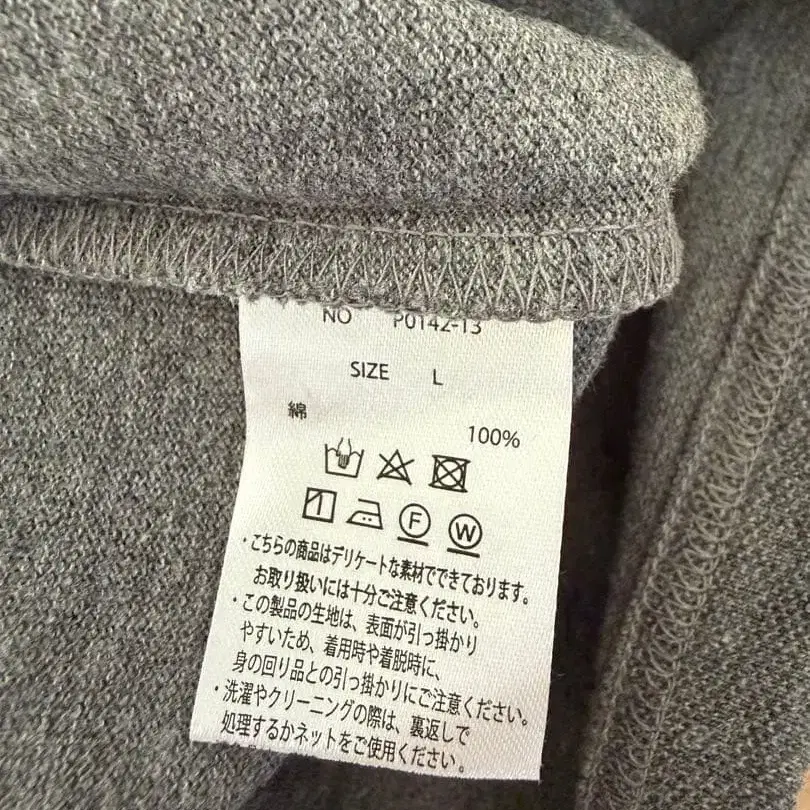 NO P0142-13
SIZE L
綿
100%
F W
・こちらの商品はデリケートな素材でできております。
お取り扱いには十分ご注意ください。
・この製品の生地は、表面が引っ掛かり
やすいため、着用時や着脱時に、
身の回り品との引っ掛かりにご注意ください。
・洗濯やクリーニングの際は、裏返しで
処理するかネットをご使用ください。